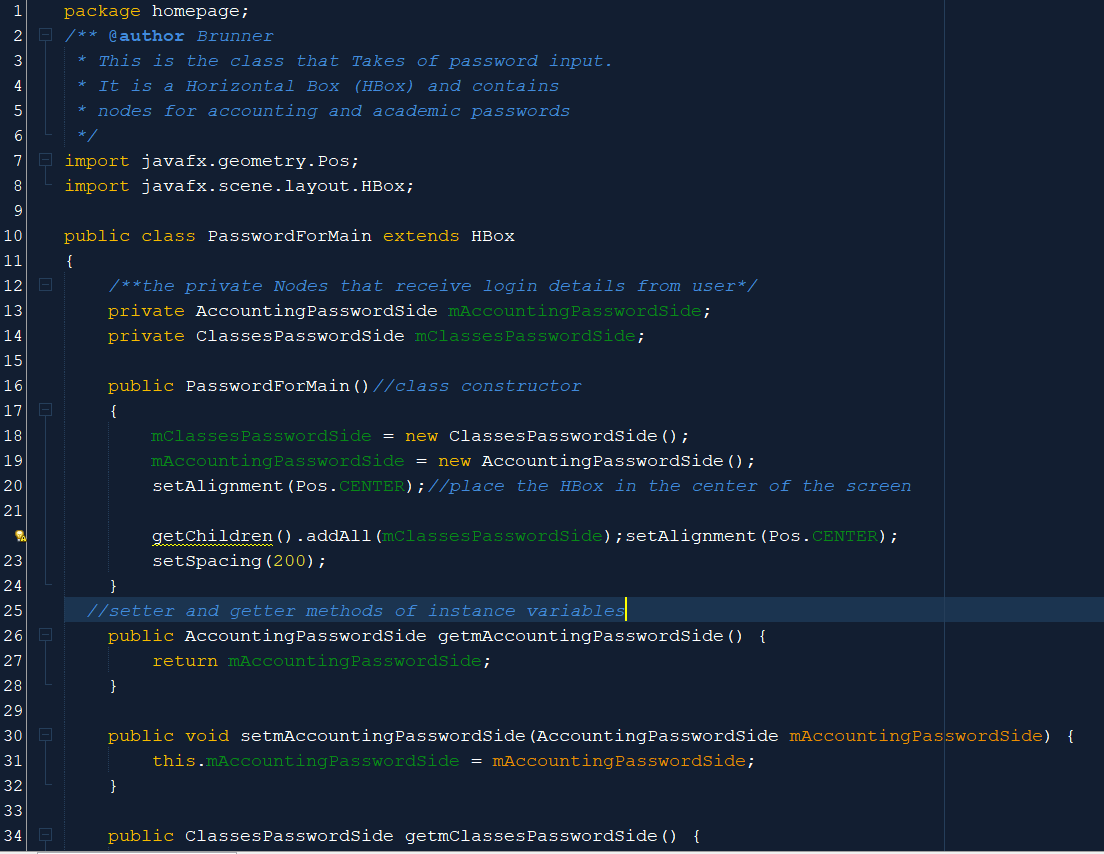 1 package homepage;
2 /** @author Brunner
3 * This is the class that Takes of password input.
4 * It is a Horizontal Box (HBox) and contains
5 * nodes for accounting and academic passwords
6 */
7 import javafx.geometry.Pos;
8 import javafx.scene.layout.HBox;
9
10 public class PasswordForMain extends HBox
11 {
12 /**the private Nodes that receive login details from user*/
13 private AccountingPasswordSide mAccountingPasswordSide;
14 private ClassesPasswordSide mClassesPasswordSide;
15
16 public PasswordForMain()//class constructor
17 {
18 mClassesPasswordSide = new ClassesPasswordSide();
19 mAccountingPasswordSide = new AccountingPasswordSide();
20 setAlignment(Pos.CENTER);//place the HBox in the center of the screen
21
getChildren().addAll(mClassesPasswordSide);setAlignment(Pos.CENTER);
23 setSpacing(200);
24 }
25 //setter and getter methods of instance variables
26 public AccountingPasswordSide getmAccountingPasswordSide() {
27 return mAccountingPasswordSide;
28 }
29
30 public void setmAccountingPasswordSide(AccountingPasswordSide mAccountingPasswordSide) {
31 this.mAccountingPasswordSide = mAccountingPasswordSide;
32 }
33
34 public ClassesPasswordSide getmClassesPasswordSide() {